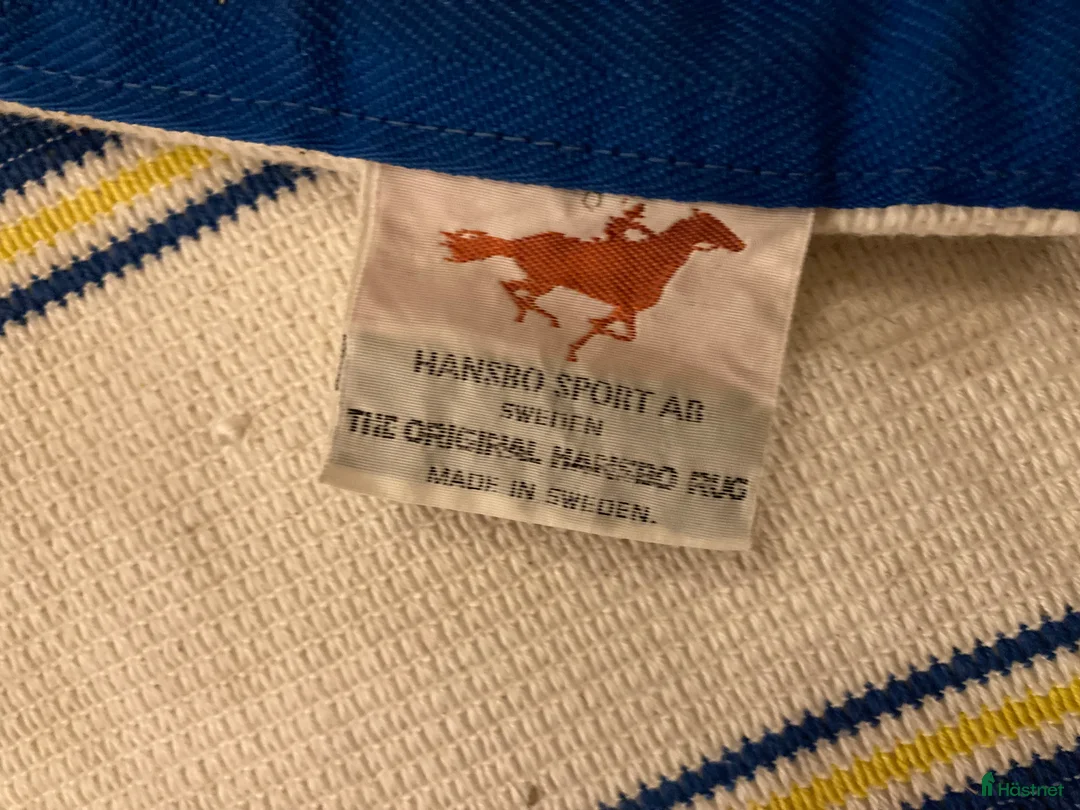 HANSBO SPORT AB
SWEDEN
THE ORIGINAL HANSBO RUG
MADE IN SWEDEN.
Hästnet